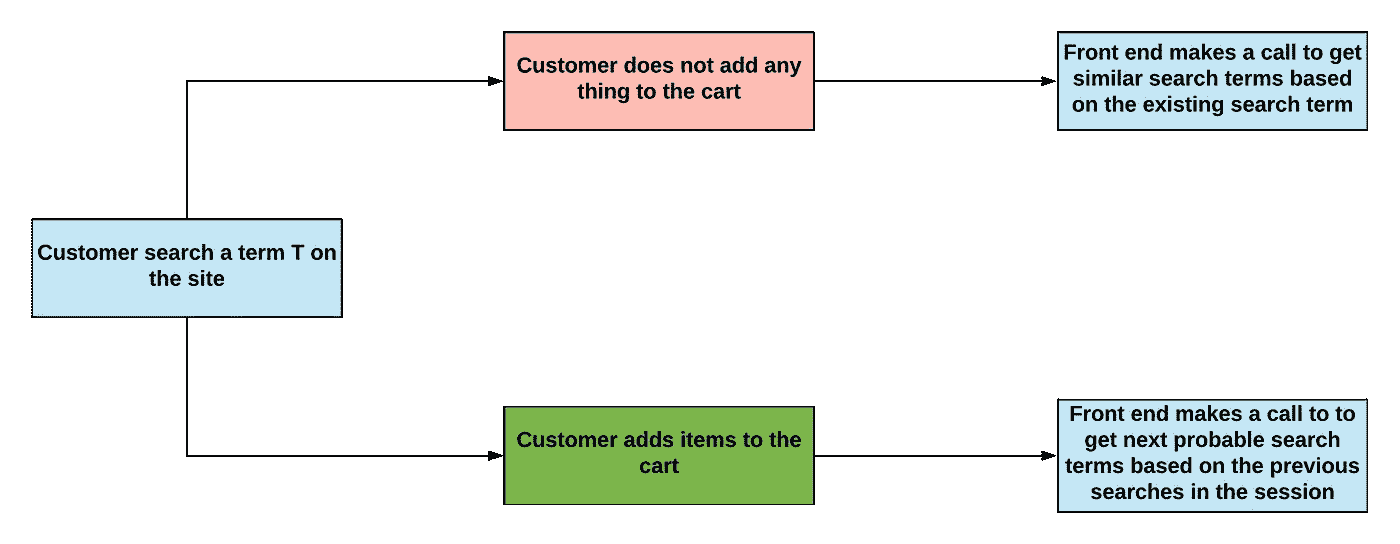 Customer does not add any
thing to the cart
Front end makes a call to get
similar search terms based
on the existing search term
Customer search a term T on
the site
Customer adds items to the
cart
Front end makes a call to to
get next probable search
terms based on the previous
searches in the session